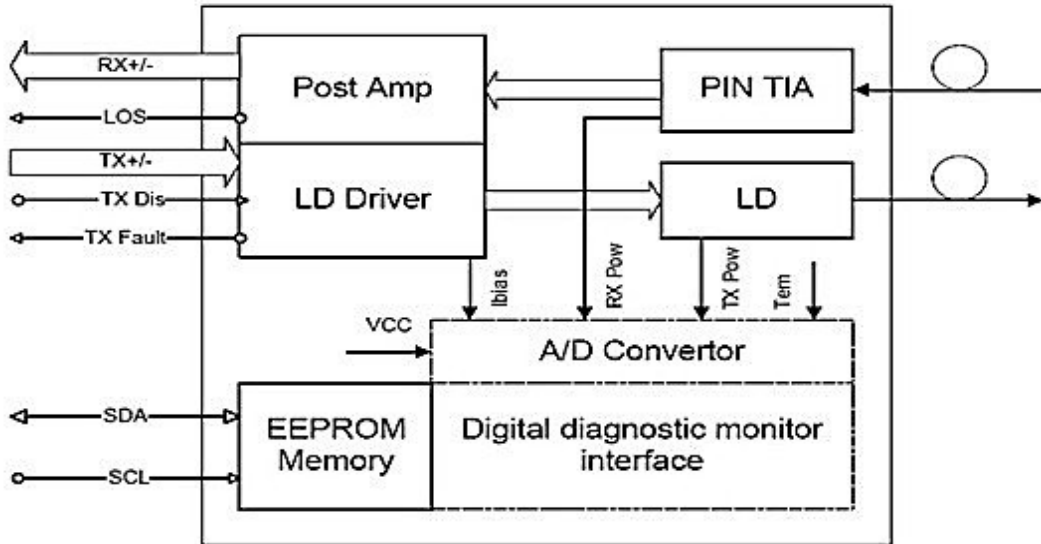 RX+/-
Post Amp
PIN TIA
LOS
TX+/-
TX Dis
LD Driver
LD
TX Fault
Ibias
RX Pow
TX Pow
Tem
VCC
A/D Convertor
SDA
EEPROM
Memory
Digital diagnostic monitor
interface
SCL